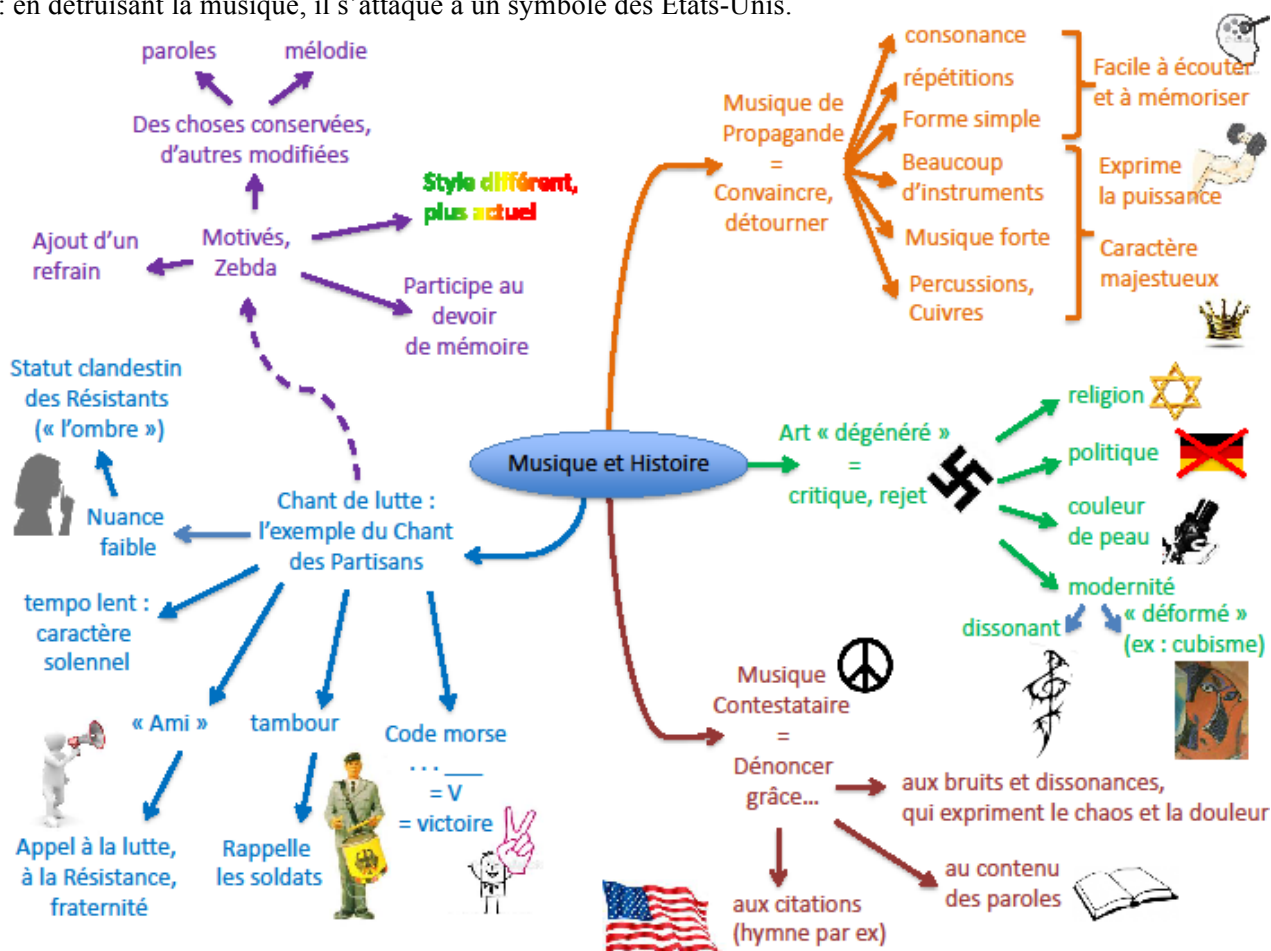 : en détruisant la musique, il s'attaque à un symbole des Etats-Unis.
paroles
mélodie
Des choses conservées,
d'autres modifiées
Style différent,
plus actuel
Ajout d'un
refrain
Motivés,
Zebda
Participe au
devoir
de mémoire
Musique de
Propagande
=
Convaincre,
détourner
consonance
répétitions
Forme simple
Beaucoup
d'instruments
Musique forte
Percussions,
Cuivres
Facile à écouter
et à mémoriser
Exprime
la puissance
Caractère
majestueux
Statut clandestin
des Résistants
(« l'ombre »)
Nuance
faible
Chant de lutte :
l'exemple du Chant
des Partisans
tempo lent :
caractère
solennel
« Ami »
Appel à la lutte,
à la Résistance,
fraternité
tambour
Rappelle
les soldats
Code morse
. . . ___
= V
= victoire
Musique et Histoire
Art « dégénéré »
=
critique, rejet
religion
politique
couleur
de peau
modernité
dissonant
« déformé »
(ex : cubisme)
Musique
Contestataire
=
Dénoncer
grâce...
aux bruits et dissonances,
qui expriment le chaos et la douleur
au contenu
des paroles
aux citations
(hymne par ex)